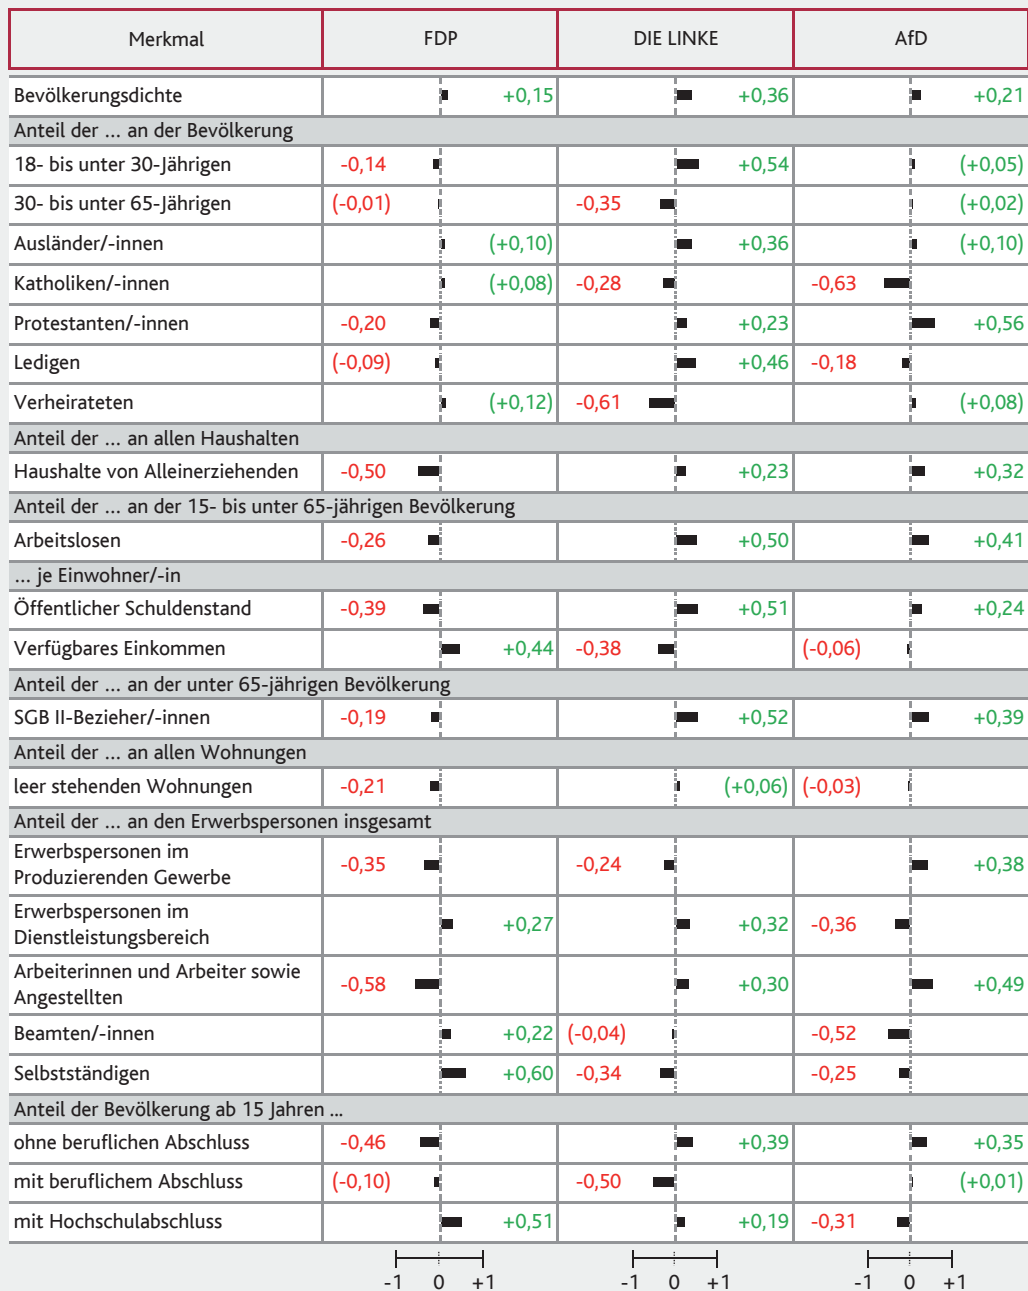 Merkmal FDP DIE LINKE AfD
Bevölkerungsdichte +0,15 +0,36 +0,21
Anteil der ... an der Bevölkerung
18- bis unter 30-Jährigen -0,14 +0,54 (+0,05)
30- bis unter 65-Jährigen (-0,01) -0,35 (+0,02)
Ausländer/-innen (+0,10) +0,36 (+0,10)
Katholiken/-innen (+0,08) -0,28 -0,63
Protestanten/-innen -0,20 +0,23 +0,56
Ledigen (-0,09) +0,46 -0,18
Verheirateten (+0,12) -0,61 (+0,08)
Anteil der ... an allen Haushalten
Haushalte von Alleinerziehenden -0,50 +0,23 +0,32
Anteil der ... an der 15- bis unter 65-jährigen Bevölkerung
Arbeitslosen -0,26 +0,50 +0,41
... je Einwohner/-in
Öffentlicher Schuldenstand -0,39 +0,51 +0,24
Verfügbares Einkommen +0,44 -0,38 (-0,06)
Anteil der ... an der unter 65-jährigen Bevölkerung
SGB II-Bezieher/-innen -0,19 +0,52 +0,39
Anteil der ... an allen Wohnungen
leer stehenden Wohnungen -0,21 (+0,06) (-0,03)
Anteil der ... an den Erwerbspersonen insgesamt
Erwerbspersonen im
Produzierenden Gewerbe -0,35 -0,24 +0,38
Erwerbspersonen im
Dienstleistungsbereich +0,27 +0,32 -0,36
Arbeiterinnen und Arbeiter sowie
Angestellten -0,58 +0,30 +0,49
Beamten/-innen +0,22 (-0,04) -0,52
Selbstständigen +0,60 -0,34 -0,25
Anteil der Bevölkerung ab 15 Jahren ...
ohne beruflichen Abschluss -0,46 +0,39 +0,35
mit beruflichem Abschluss (-0,10) -0,50 (+0,01)
mit Hochschulabschluss +0,51 +0,19 -0,31
-1 0 +1 -1 0 +1 -1 0 +1